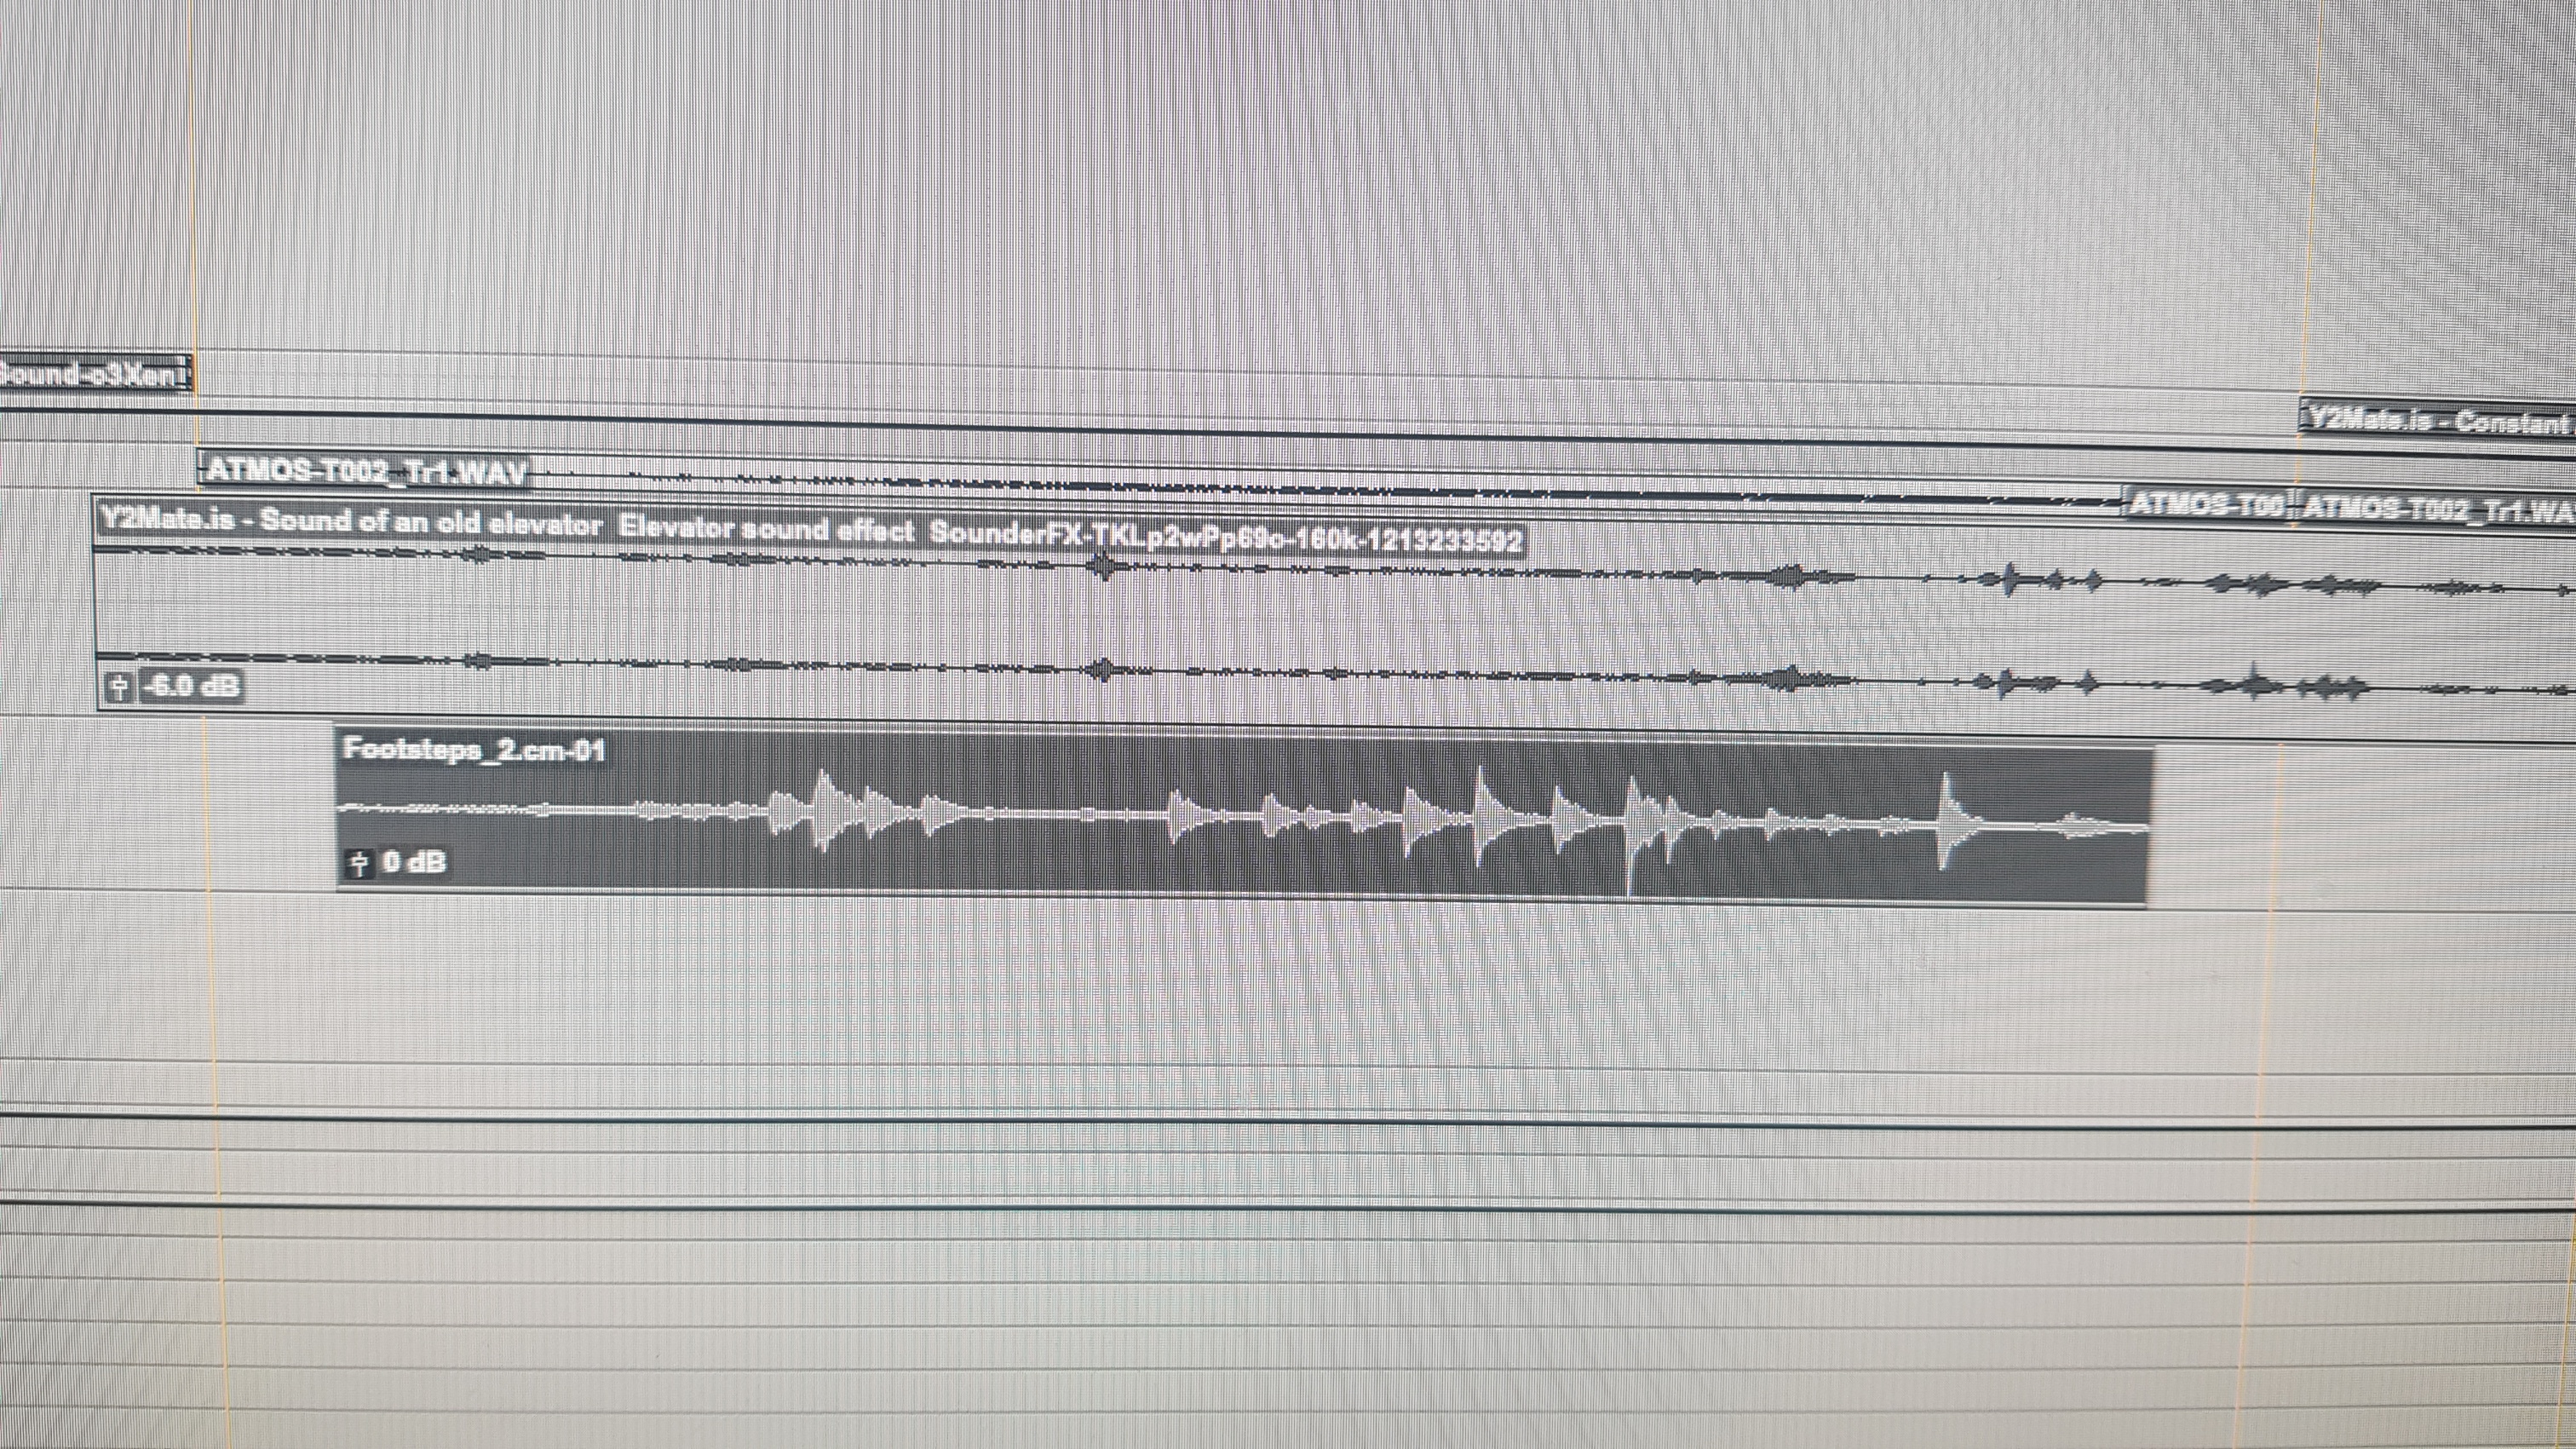 Sound-o3Xen
Y2Mate.is - Constant
ATMOS-T002_Tr1.WAV
ATMOS-T00
ATMOS-T002_Tr1.WA
Y2Mate.is - Sound of an old elevator Elevator sound effect SounderFX-TKLp2wPp69c-160k-1213233592
-6.0 dB
Footsteps_2.cm-01
0 dB